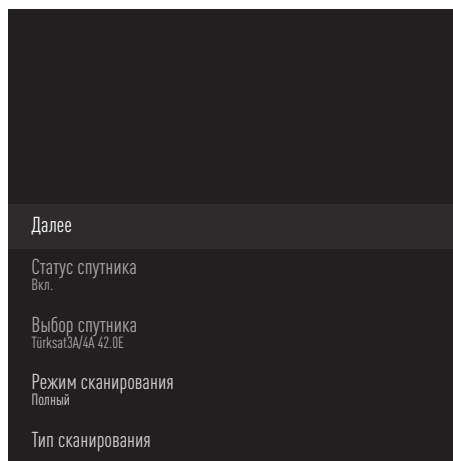 Далее
Статус спутника
Вкл.
Выбор спутника
Türksat3A/4A 42.0E
Режим сканирования
Полный
Тип сканирования